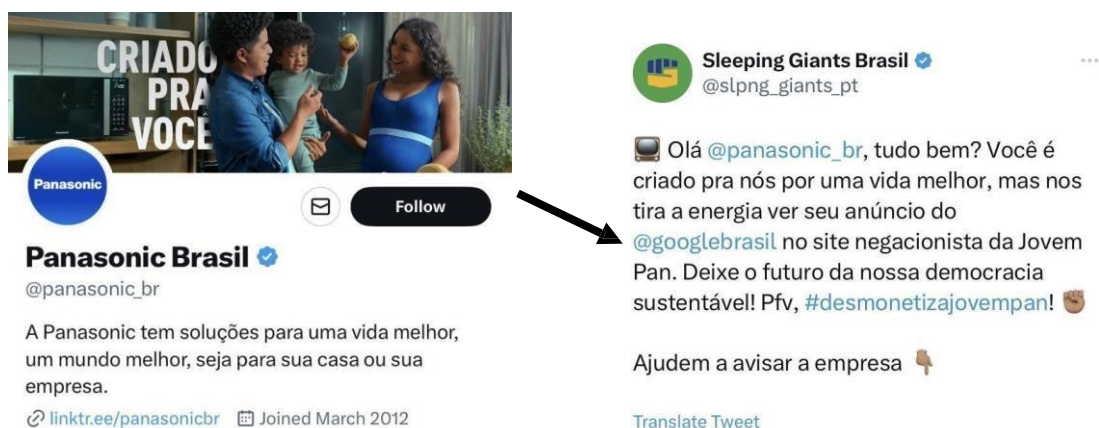 CRIADO
PRA
VOCÊ
Panasonic
Follow
Panasonic Brasil
@panasonic_br
A Panasonic tem soluções para uma vida melhor,
um mundo melhor, seja para sua casa ou sua
empresa.
linktr.ee/panasonicbr Joined March 2012
Sleeping Giants Brasil
@slpng_giants_pt
Olá @panasonic_br, tudo bem? Você é
criado pra nós por uma vida melhor, mas nos
tira a energia ver seu anúncio do
@googlebrasil no site negacionista da Jovem
Pan. Deixe o futuro da nossa democracia
sustentável! Pfv, #desmonetizajovempan!
Ajudem a avisar a empresa
Translate Tweet